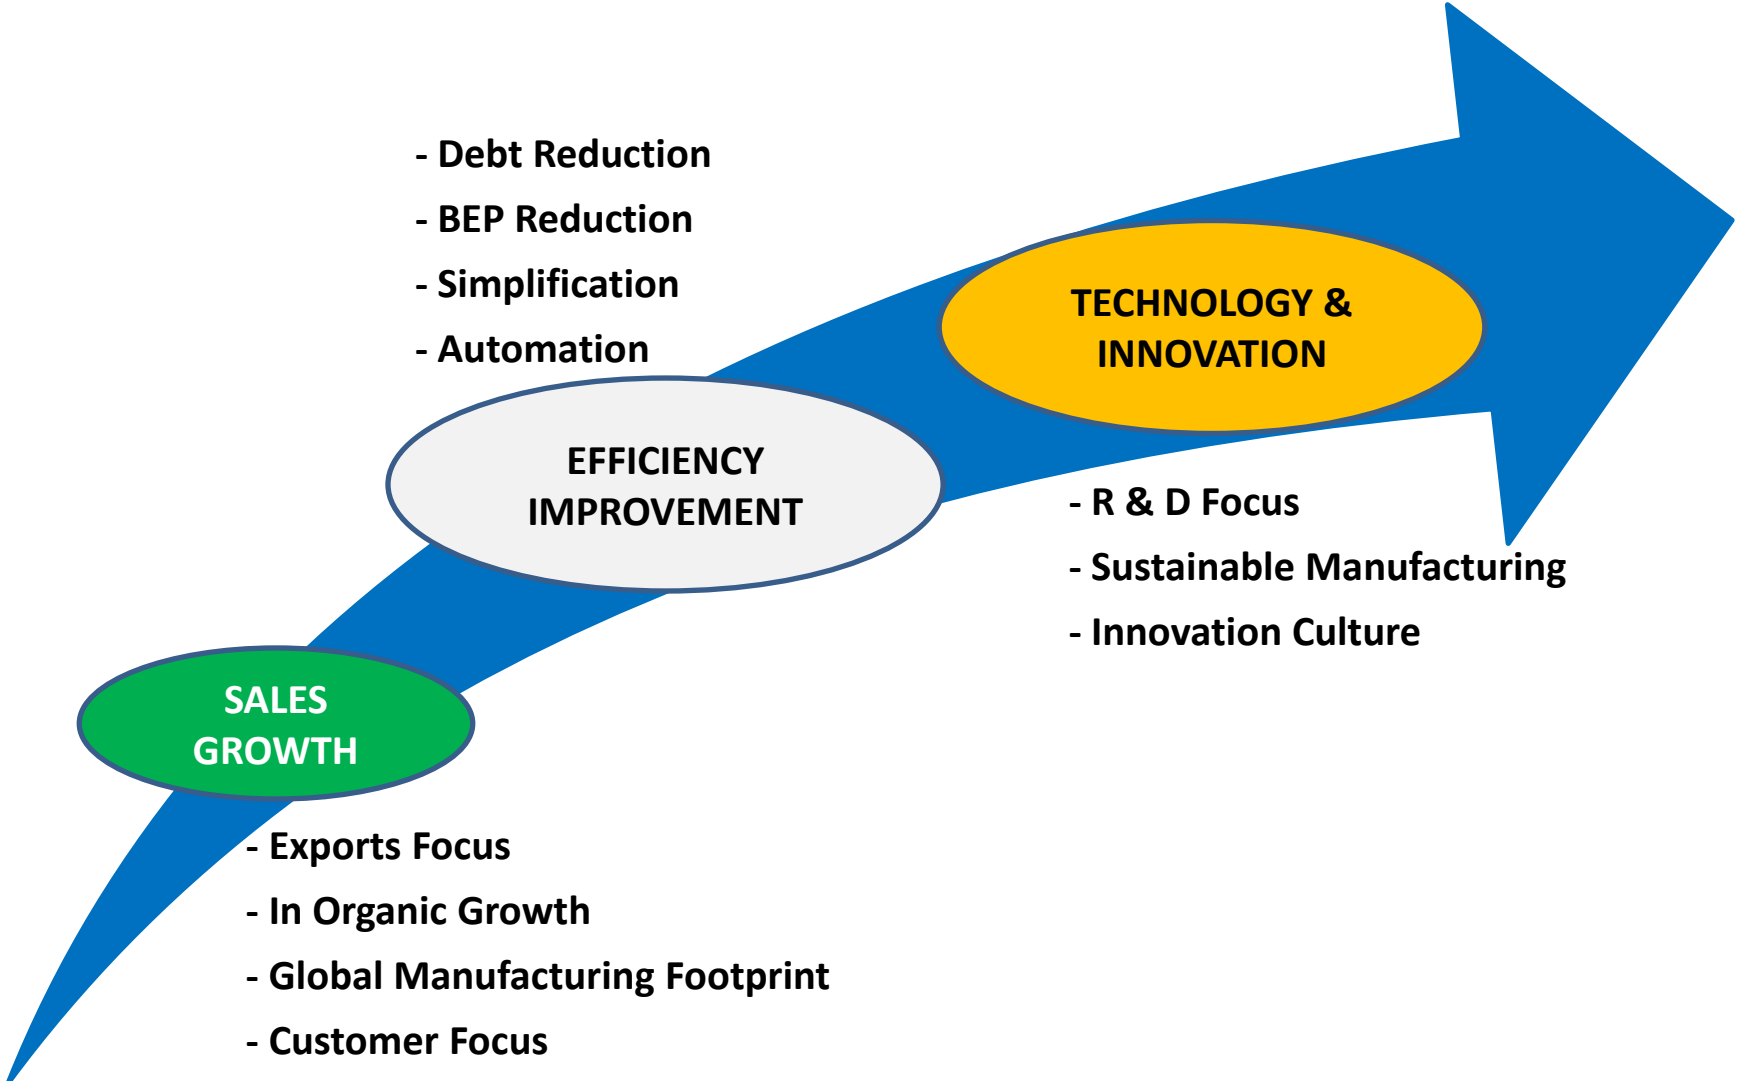 - Debt Reduction
- BEP Reduction
- Simplification
- Automation
TECHNOLOGY &
INNOVATION
EFFICIENCY
IMPROVEMENT
- R & D Focus
- Sustainable Manufacturing
- Innovation Culture
SALES
GROWTH
- Exports Focus
- In Organic Growth
- Global Manufacturing Footprint
- Customer Focus